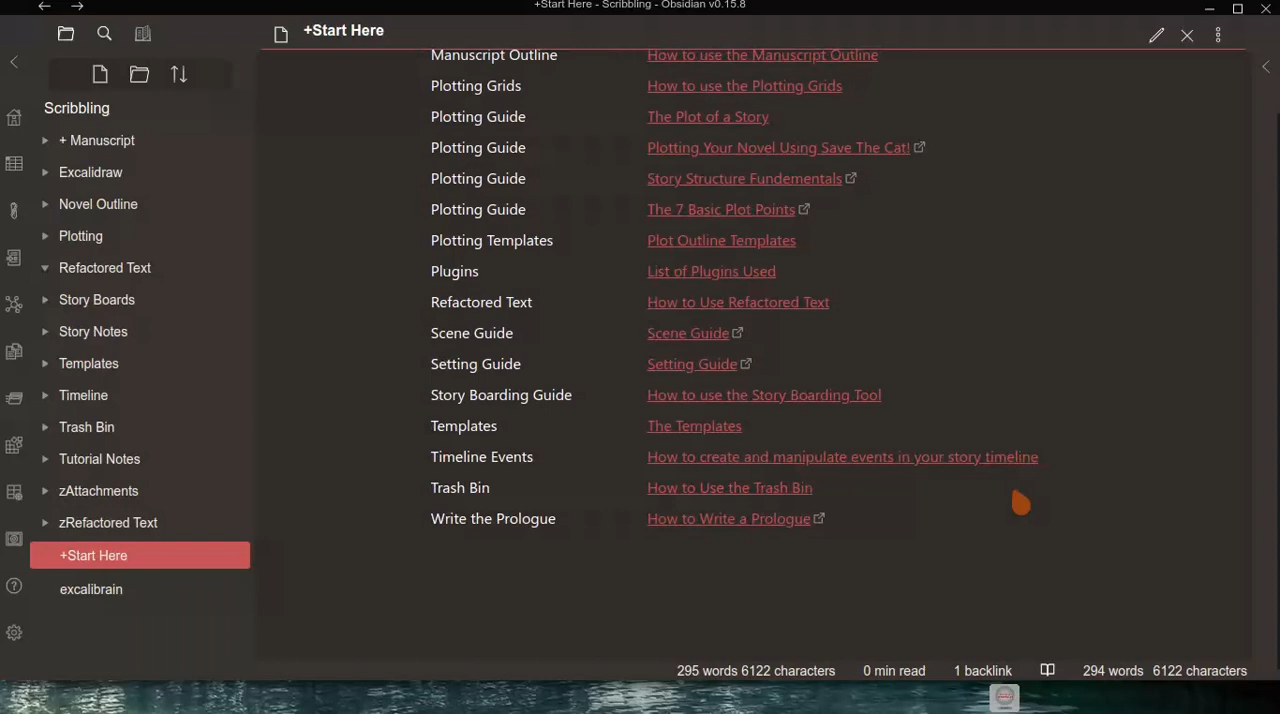 +Start Here - Scribbling - Obsidian v0.15.8
+Start Here
Scribbling
+ Manuscript
Excalidraw
Novel Outline
Plotting
Refactored Text
Story Boards
Story Notes
Templates
Timeline
Trash Bin
Tutorial Notes
zAttachments
zRefactored Text
+Start Here
excalibrain
Manuscript Outline How to use the Manuscript Outline
Plotting Grids How to use the Plotting Grids
Plotting Guide The Plot of a Story
Plotting Guide Plotting Your Novel Using Save The Cat!
Plotting Guide Story Structure Fundementals
Plotting Guide The 7 Basic Plot Points
Plotting Templates Plot Outline Templates
Plugins List of Plugins Used
Refactored Text How to Use Refactored Text
Scene Guide Scene Guide
Setting Guide Setting Guide
Story Boarding Guide How to use the Story Boarding Tool
Templates The Templates
Timeline Events How to create and manipulate events in your story timeline
Trash Bin How to Use the Trash Bin
Write the Prologue How to Write a Prologue
295 words 6122 characters 0 min read 1 backlink 294 words 6122 characters